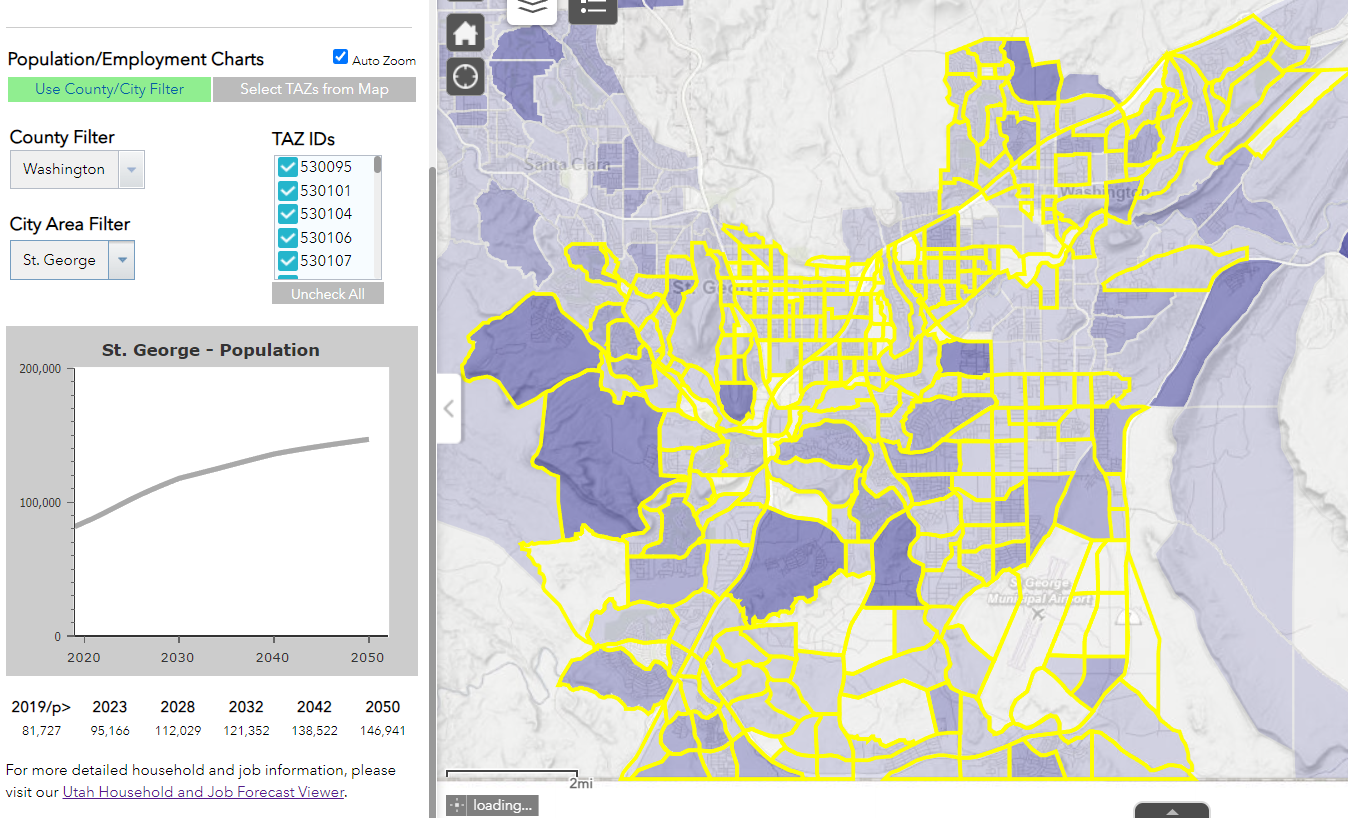 Population/Employment Charts
Auto Zoom
Use County/City Filter
Select TAZs from Map
County Filter
TAZ IDs
Washington
530095
530101
530104
530106
530107
City Area Filter
St. George
Uncheck All
St. George - Population
200,000
100,000
0
2020 2030 2040 2050
2019/p> 2023 2028 2032 2042 2050
81,727 95,166 112,029 121,352 138,522 146,941
For more detailed household and job information, please
visit our Utah Household and Job Forecast Viewer.
Santa Clara
Washington
St. George
St George
Municipal Airport
2mi
loading...